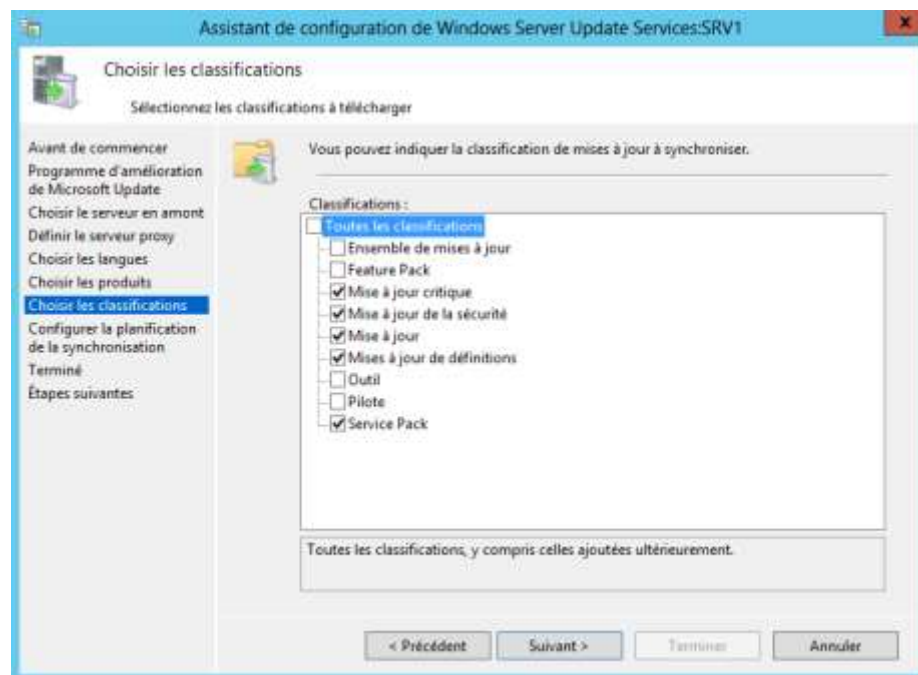 Assistant de configuration de Windows Server Update Services:SRV1
Choisir les classifications
Sélectionnez les classifications à télécharger
Avant de commencer
Programme d'amélioration
de Microsoft Update
Choisir le serveur en amont
Définir le serveur proxy
Choisir les langues
Choisir les produits
Choisir les classifications
Configurer la planification
de la synchronisation
Terminé
Étapes suivantes
Vous pouvez indiquer la classification de mises à jour à synchroniser.
Classifications :
Toutes les classifications
Ensemble de mises à jour
Feature Pack
Mise à jour critique
Mise à jour de la sécurité
Mise à jour
Mises à jour de définitions
Outil
Pilote
Service Pack
Toutes les classifications, y compris celles ajoutées ultérieurement.
< Précédent
Suivant >
Terminer
Annuler